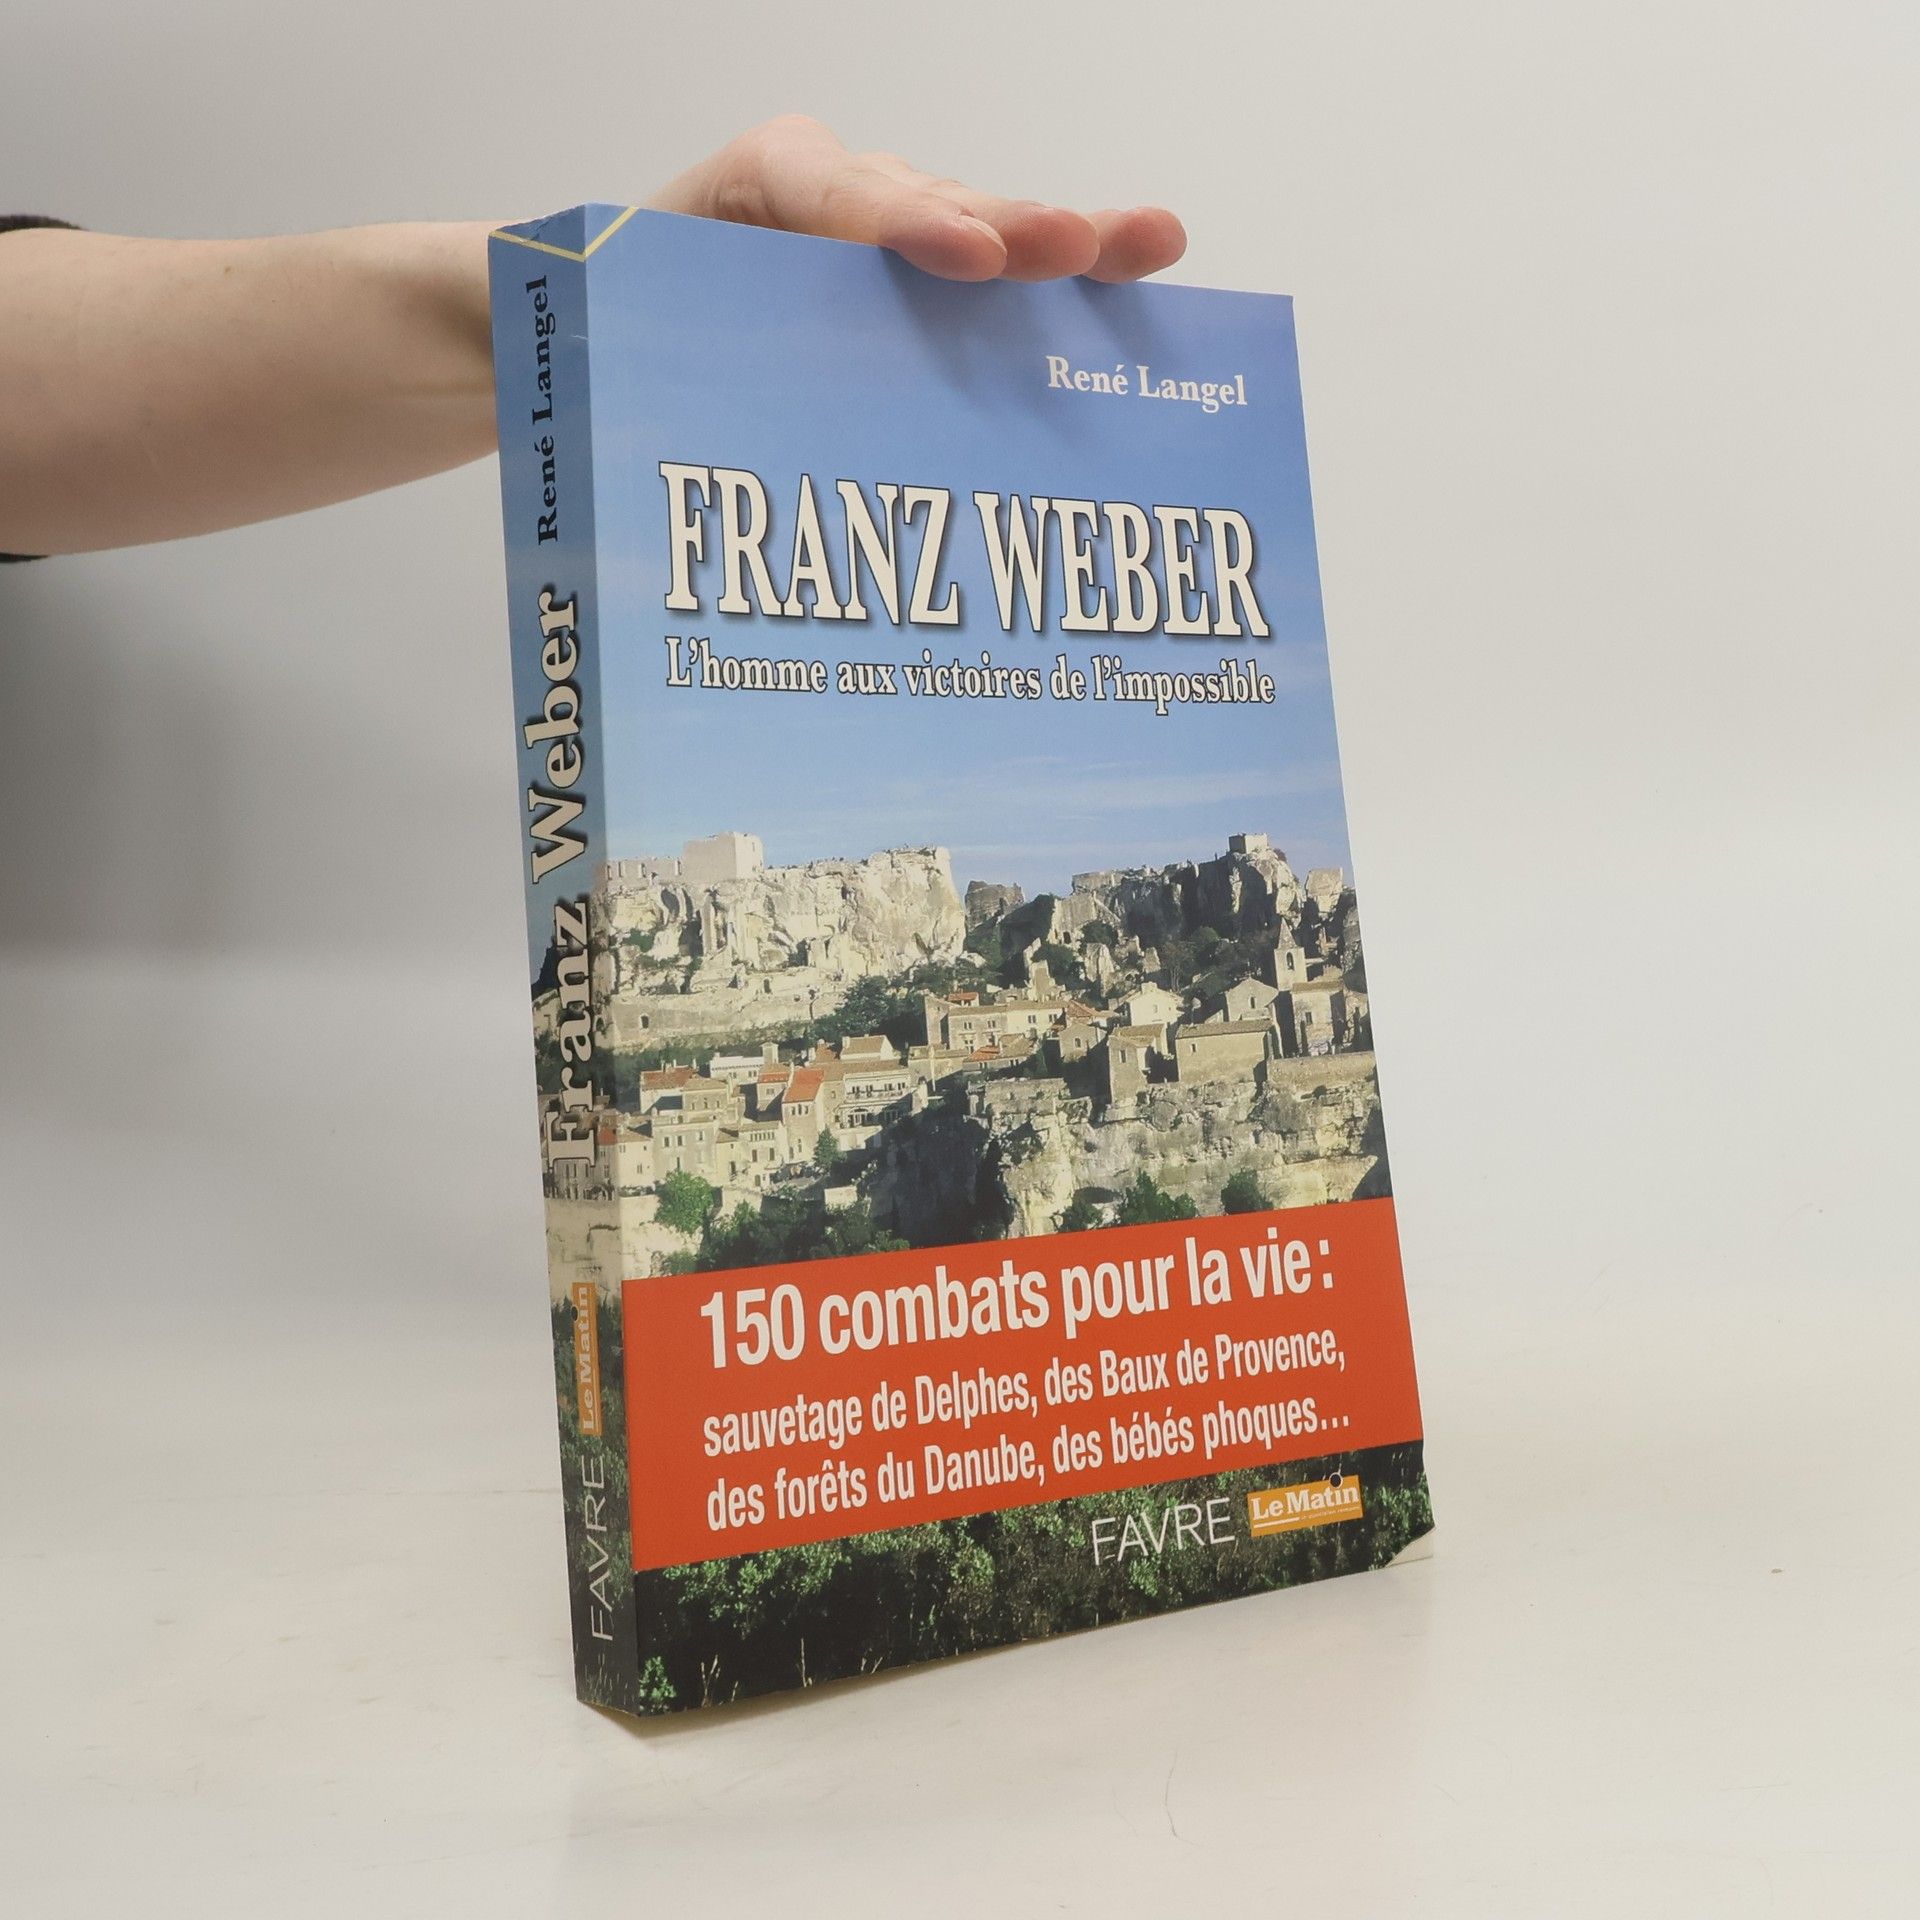 René Langel
FRANZ WEBER
L'homme aux victoires de l'impossible
150 combats pour la vie :
sauvetage de Delphes, des Baux de Provence,
des forêts du Danube, des bébés phoques...
FAVRE
Le Matin
René Langel
Franz Weber
Le Matin
FAVRE